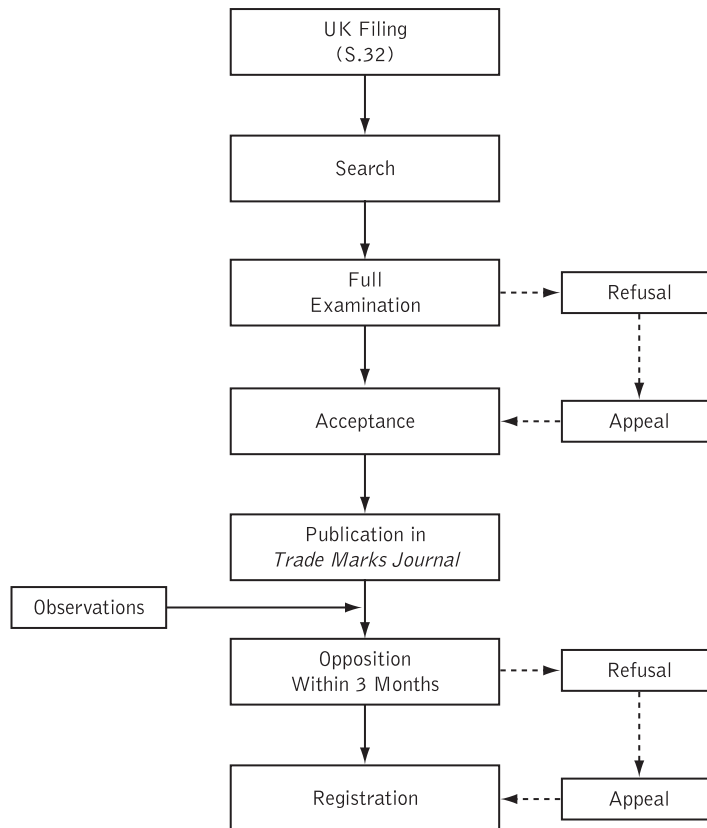 UK Filing
(S.32)
Search
Full
Examination
Refusal
Acceptance
Appeal
Publication in
Trade Marks Journal
Observations
Opposition
Within 3 Months
Refusal
Registration
Appeal